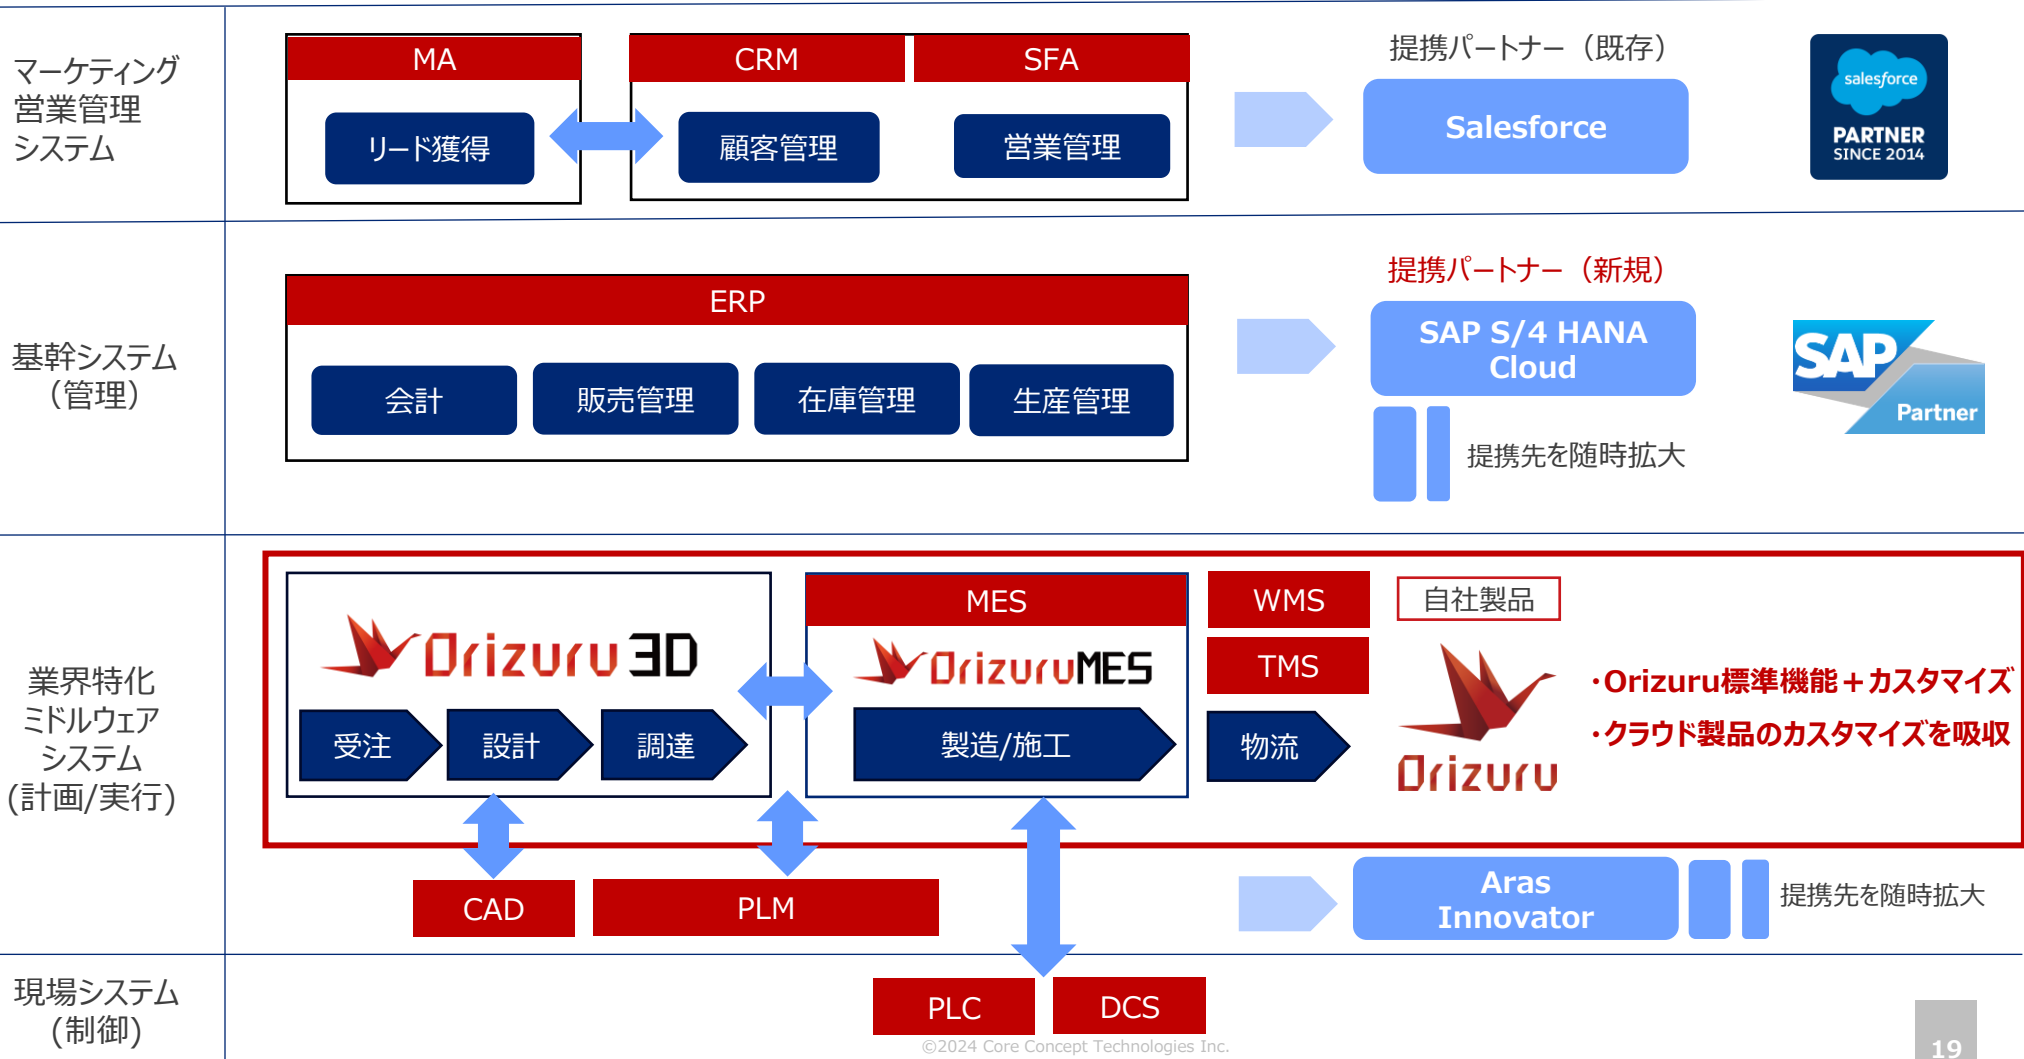 マーケティング
営業管理
システム
MA
CRM
SFA
リード獲得
顧客管理
営業管理
提携パートナー（既存）
Salesforce
salesforce
PARTNER
SINCE 2014
基幹システム
（管理）
ERP
会計
販売管理
在庫管理
生産管理
提携パートナー（新規）
SAP S/4 HANA
Cloud
提携先を随時拡大
SAP
Partner
業界特化
ミドルウェア
システム
(計画/実行)
Orizuru 3D
受注
設計
調達
MES
OrizuruMES
製造/施工
WMS
TMS
物流
自社製品
Orizuru
・Orizuru標準機能＋カスタマイズ
・クラウド製品のカスタマイズを吸収
CAD
PLM
Aras
Innovator
提携先を随時拡大
現場システム
(制御)
PLC
DCS
©2024 Core Concept Technologies Inc.
19